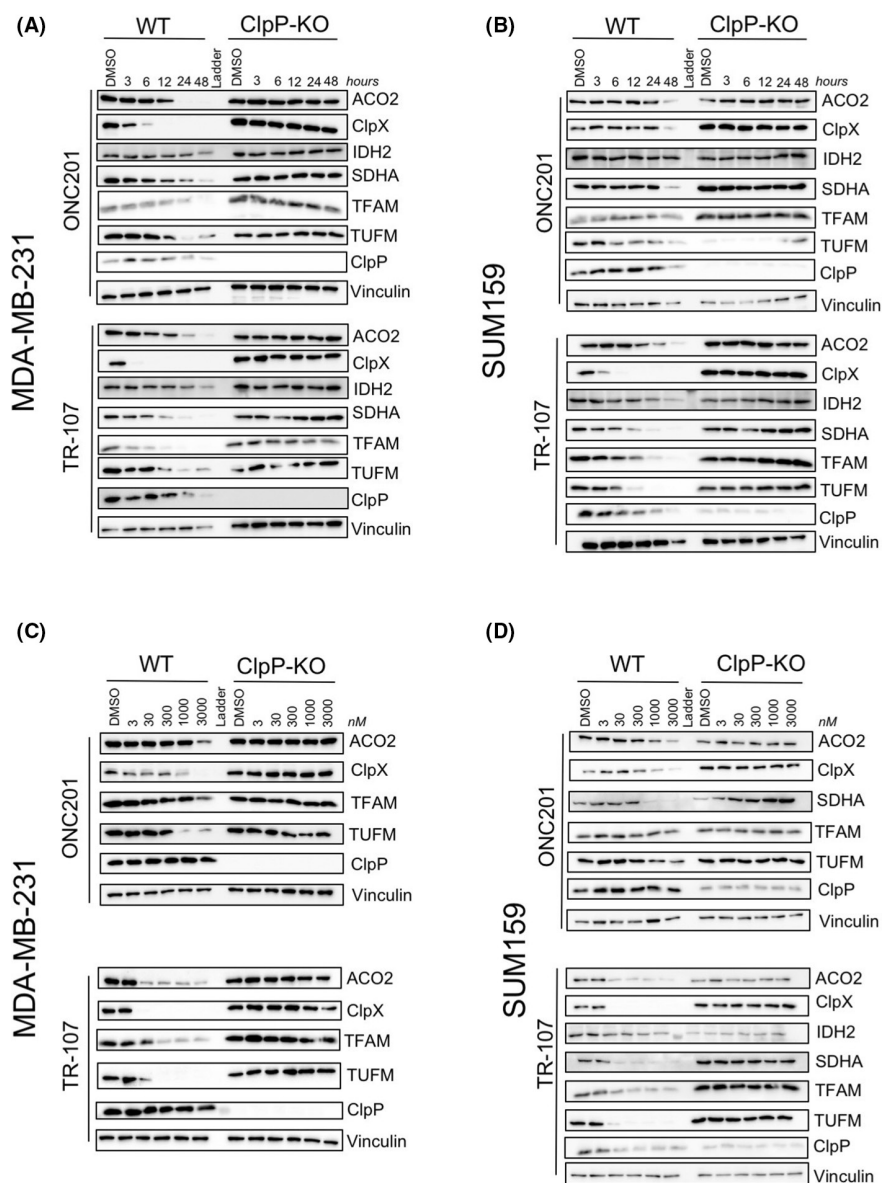 (A)
WT ClpP-KO
DMSO 3 6 12 24 48 Ladder DMSO 3 6 12 24 48 hours
MDA-MB-231
ONC201
ACO2
ClpX
IDH2
SDHA
TFAM
TUFM
ClpP
Vinculin
TR-107
ACO2
ClpX
IDH2
SDHA
TFAM
TUFM
ClpP
Vinculin
(B)
WT ClpP-KO
DMSO 3 6 12 24 48 Ladder DMSO 3 6 12 24 48 hours
SUM159
ONC201
ACO2
ClpX
IDH2
SDHA
TFAM
TUFM
ClpP
Vinculin
TR-107
ACO2
ClpX
IDH2
SDHA
TFAM
TUFM
ClpP
Vinculin
(C)
WT ClpP-KO
DMSO 3 30 300 1000 3000 Ladder DMSO 3 30 300 1000 3000 nM
MDA-MB-231
ONC201
ACO2
ClpX
TFAM
TUFM
ClpP
Vinculin
TR-107
ACO2
ClpX
TFAM
TUFM
ClpP
Vinculin
(D)
WT ClpP-KO
DMSO 3 30 300 1000 3000 Ladder DMSO 3 30 300 1000 3000 nM
SUM159
ONC201
ACO2
ClpX
SDHA
TFAM
TUFM
ClpP
Vinculin
TR-107
ACO2
ClpX
IDH2
SDHA
TFAM
TUFM
ClpP
Vinculin